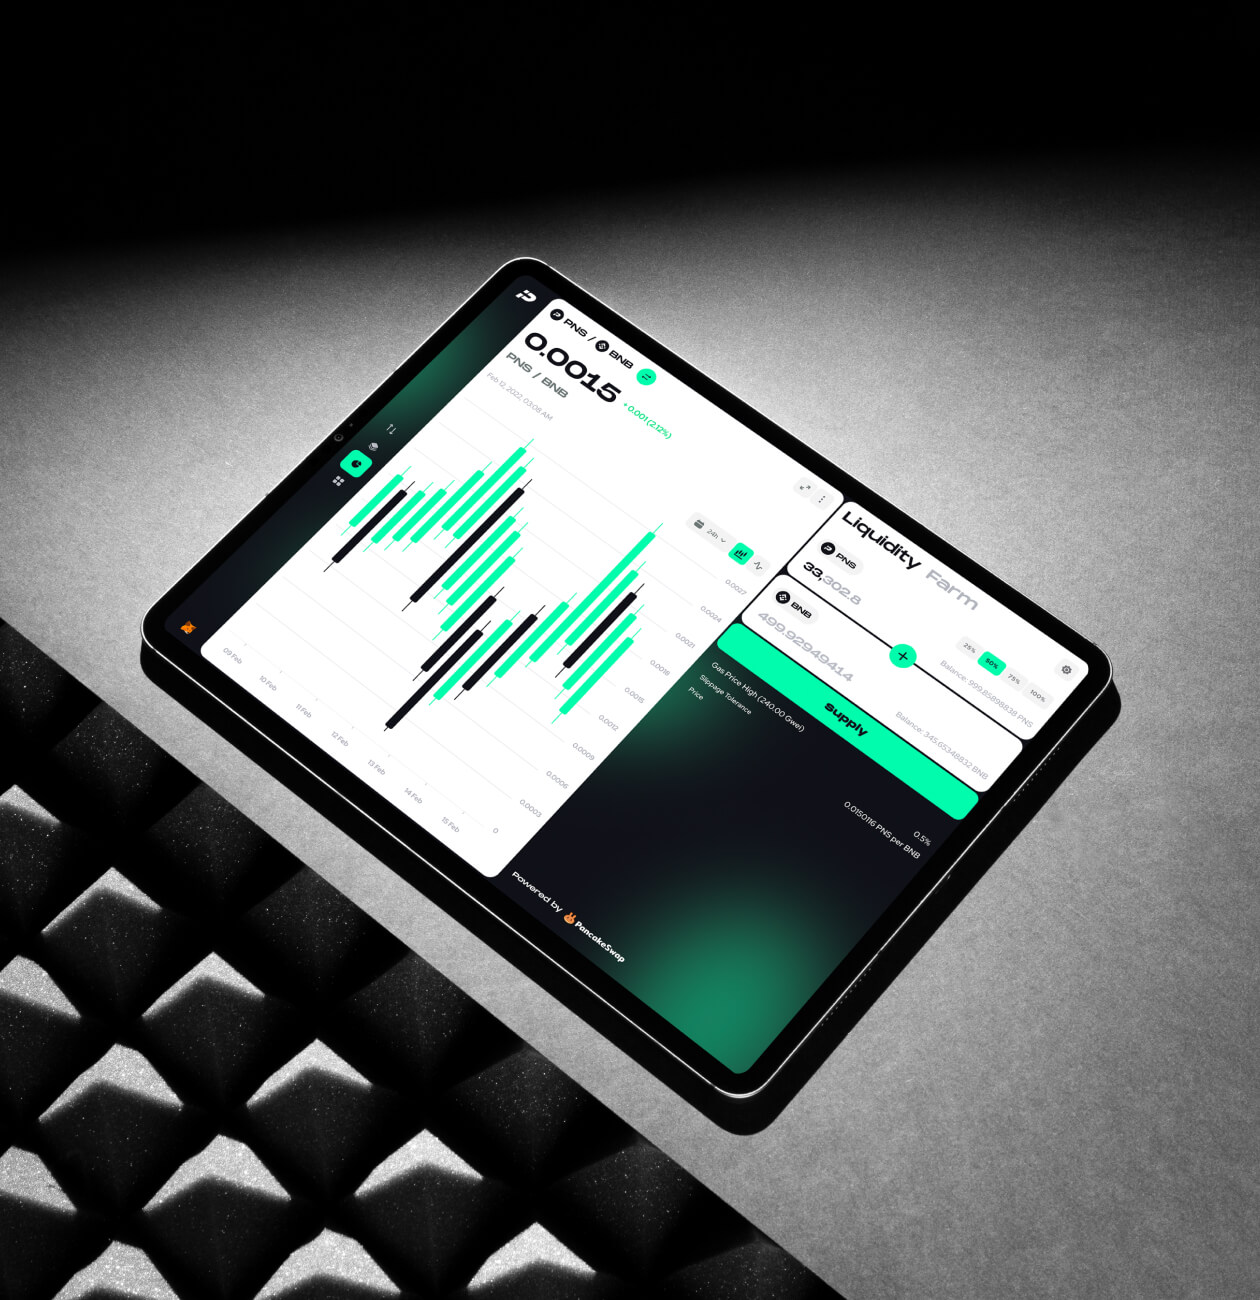 PNS / BNB
0.0015
+ 0.001 (2.12%)
PNS / BNB
Feb 12, 2022, 03:08 AM
24h
0.0027
0.0024
0.0021
0.0018
0.0015
0.0012
0.0009
0.0006
0.0003
0
09 Feb
10 Feb
11 Feb
12 Feb
13 Feb
14 Feb
15 Feb
Liquidity Farm
PNS
33,302.8
25%
50%
75%
100%
Balance: 999.85898838 PNS
BNB
499.92949414
Balance: 345.65348832 BNB
Supply
Gas Price High (240.00 Gwei)
Slippage Tolerance
0.5%
Price
0.0150116 PNS per BNB
Powered by PancakeSwap